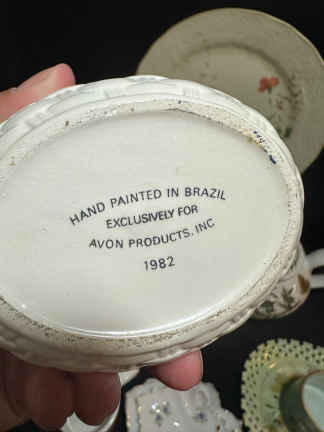 HAND PAINTED IN BRAZIL
EXCLUSIVELY FOR
AVON PRODUCTS, INC
1982